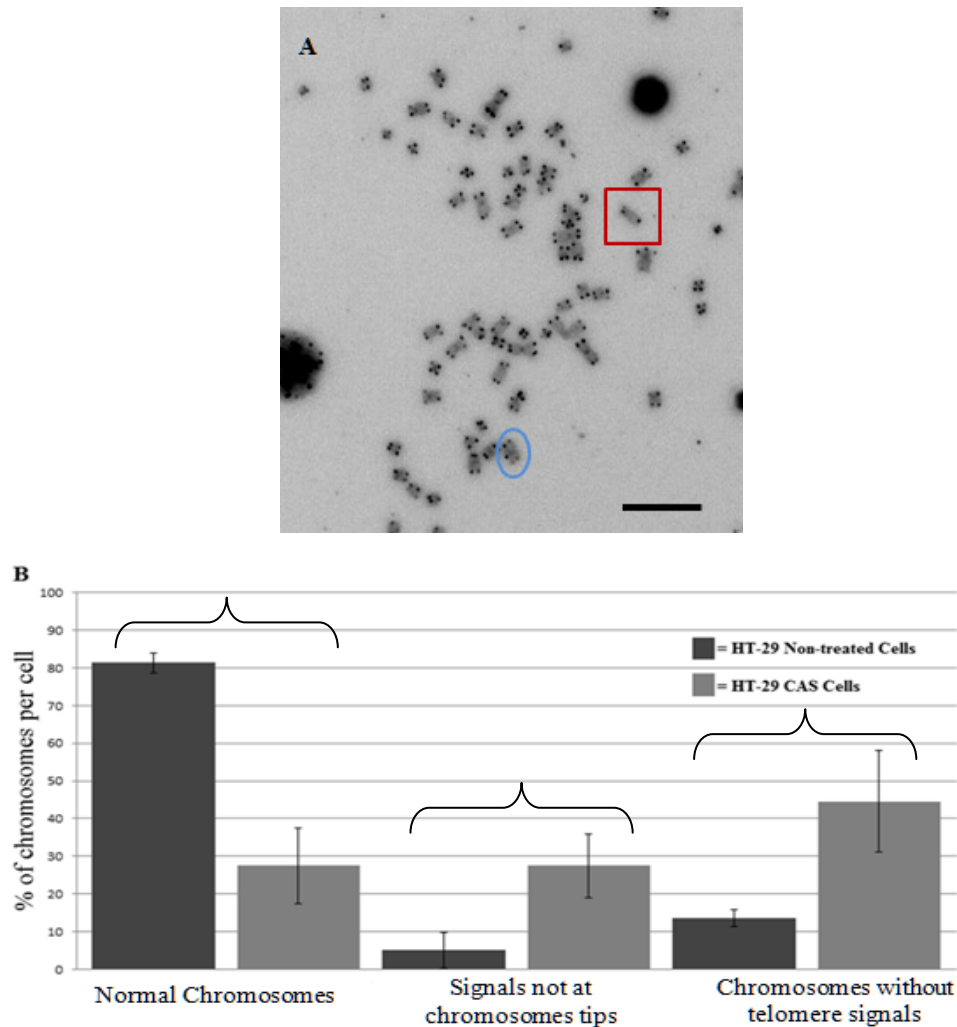 A
B
% of chromosomes per cell
100
90
80
70
60
50
40
30
20
10
0
= HT-29 Non-treated Cells
= HT-29 CAS Cells
Normal Chromosomes
Signals not at
chromosomes tips
Chromosomes without
telomere signals